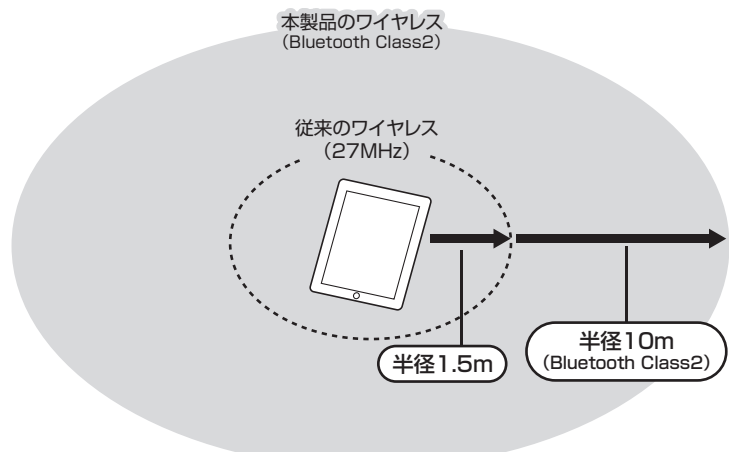 本製品のワイヤレス
(Bluetooth Class2)
従来のワイヤレス
（27MHz）
半径1.5m
半径10m
(Bluetooth Class2)